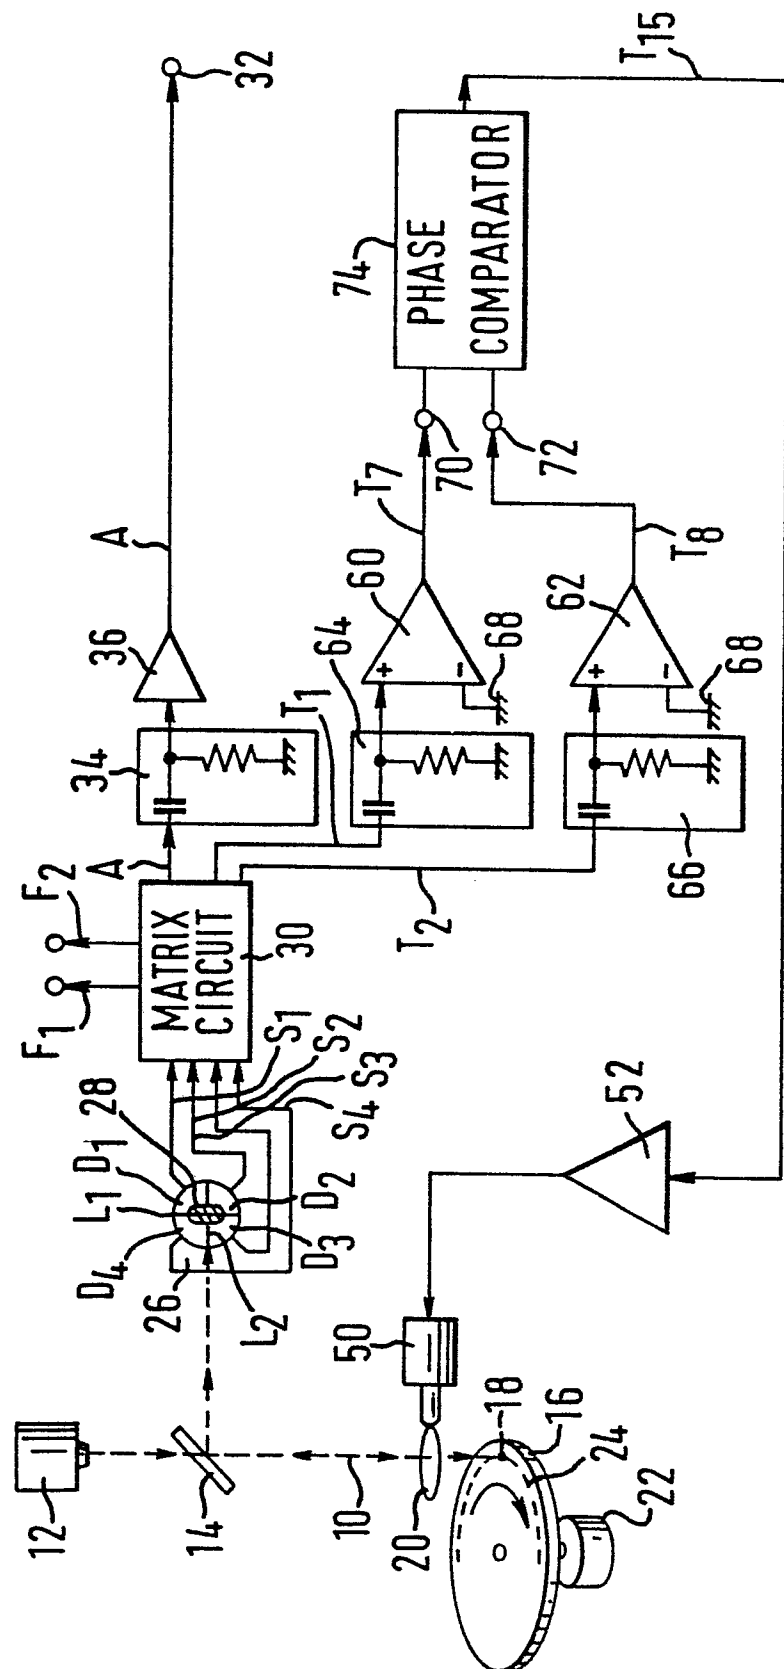 32
T15
74
PHASE
COMPARATOR
70
72
T7
T8
A
36
60
62
64
68
68
T1
34
+
−
+
−
66
A
F2
F1
MATRIX
CIRCUIT
30
T2
S1
S2
S3
S4
28
D1
L1
D2
D4
D3
26
L2
52
50
12
14
10
20
18
16
24
22